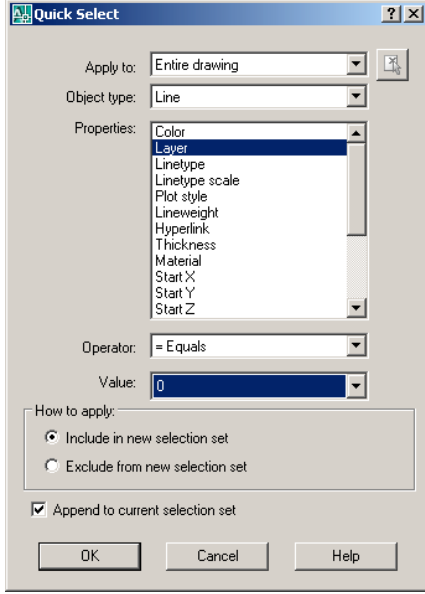 Quick Select
Apply to: Entire drawing
Object type: Line
Properties: Color
Layer
Linetype
Linetype scale
Plot style
Lineweight
Hyperlink
Thickness
Material
Start X
Start Y
Start Z
Operator: = Equals
Value: 0
How to apply:
Include in new selection set
Exclude from new selection set
Append to current selection set
OK Cancel Help